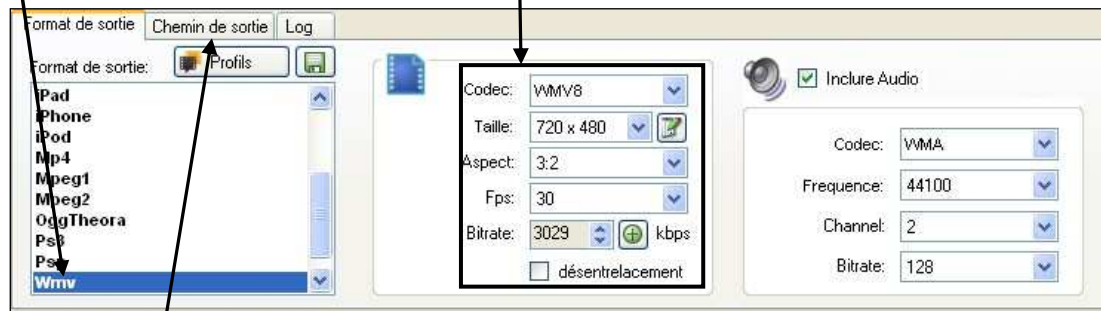 Format de sortie Chemin de sortie Log
Format de sortie: Profils
iPad
iPhone
iPod
Mp4
Mpeg1
Mpeg2
OggTheora
Ps3
Wmv
Codec: WMV8
Taille: 720 x 480
Aspect: 3:2
Fps: 30
Bitrate: 3029 kbps
désentrelacement
Inclure Audio
Codec: WMA
Frequence: 44100
Channel: 2
Bitrate: 128